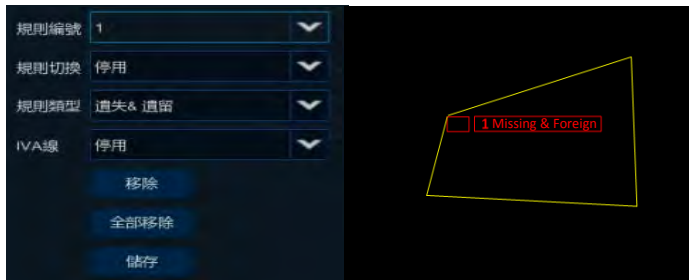 規則編號 1
規則切換 停用
規則類型 遺失& 遺留
IVA線 停用
移除
全部移除
儲存
1 Missing & Foreign